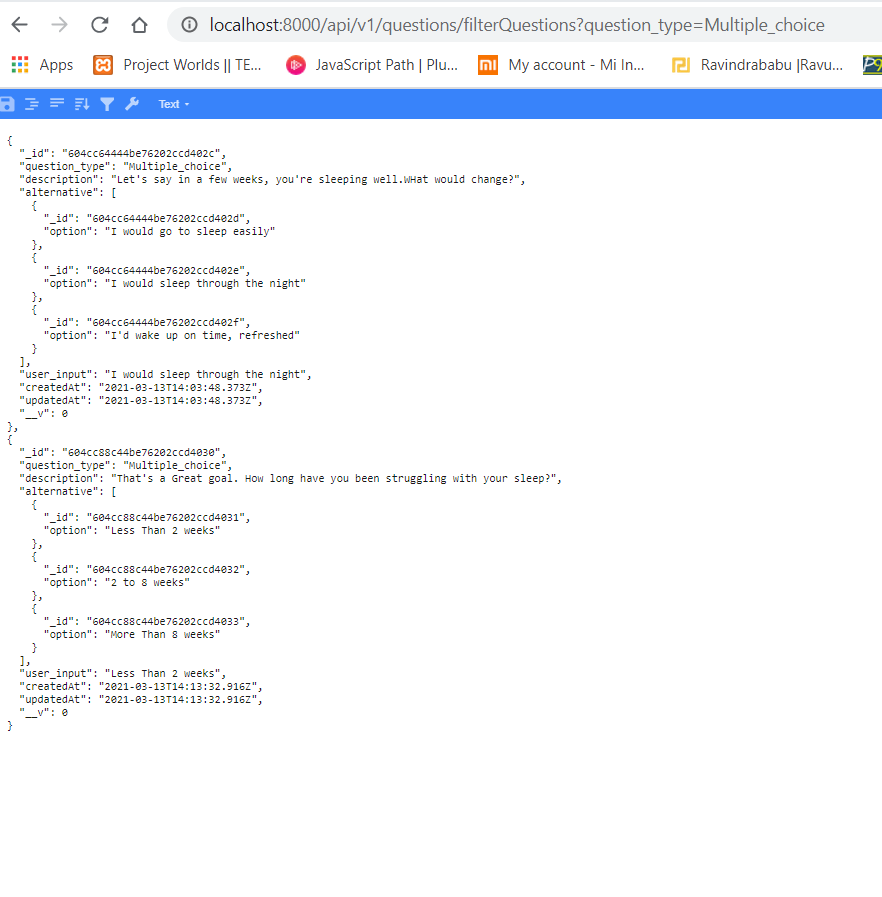 localhost:8000/api/v1/questions/filterQuestions?question_type=Multiple_choice
Apps Project Worlds || TE... JavaScript Path | Plu... mi My account - Mi In... Ravindrababu |Ravu...
Text
{
"_id": "604cc64444be76202ccd402c",
"question_type": "Multiple_choice",
"description": "Let's say in a few weeks, you're sleeping well.WHat would change?",
"alternative": [
{
"_id": "604cc64444be76202ccd402d",
"option": "I would go to sleep easily"
},
{
"_id": "604cc64444be76202ccd402e",
"option": "I would sleep through the night"
},
{
"_id": "604cc64444be76202ccd402f",
"option": "I'd wake up on time, refreshed"
}
],
"user_input": "I would sleep through the night",
"createdAt": "2021-03-13T14:03:48.373Z",
"updatedAt": "2021-03-13T14:03:48.373Z",
"__v": 0
},
{
"_id": "604cc88c44be76202ccd4030",
"question_type": "Multiple_choice",
"description": "That's a Great goal. How long have you been struggling with your sleep?",
"alternative": [
{
"_id": "604cc88c44be76202ccd4031",
"option": "Less Than 2 weeks"
},
{
"_id": "604cc88c44be76202ccd4032",
"option": "2 to 8 weeks"
},
{
"_id": "604cc88c44be76202ccd4033",
"option": "More Than 8 weeks"
}
],
"user_input": "Less Than 2 weeks",
"createdAt": "2021-03-13T14:13:32.916Z",
"updatedAt": "2021-03-13T14:13:32.916Z",
"__v": 0
}